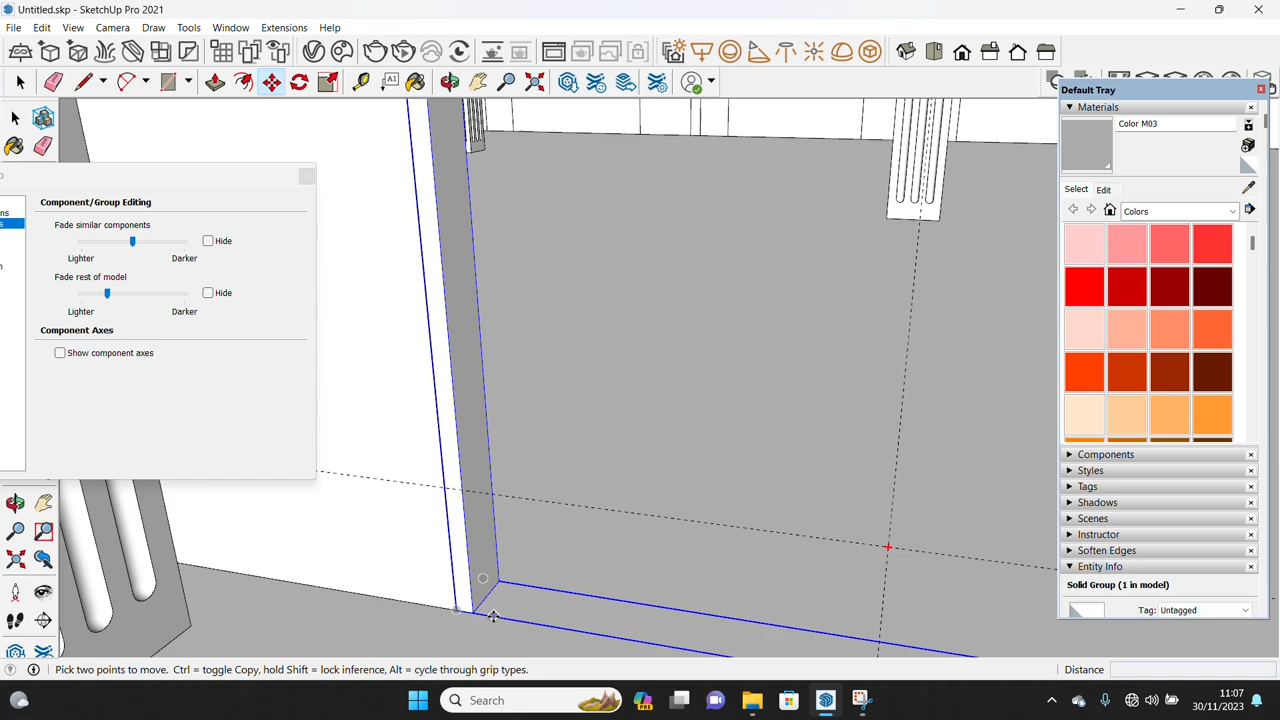 Untitled.skp - SketchUp Pro 2021
File Edit View Camera Draw Tools Window Extensions Help
Default Tray
Materials
Color M03
Select Edit
Colors
Component/Group Editing
Fade similar components
Hide
Lighter Darker
Fade rest of model
Hide
Lighter Darker
Component Axes
Show component axes
Components
Styles
Tags
Shadows
Scenes
Instructor
Soften Edges
Entity Info
Solid Group (1 in model)
Tag: Untagged
Pick two points to move. Ctrl = toggle Copy, hold Shift = lock inference, Alt = cycle through grip types.
Distance
Search
PRE
11:07
30/11/2023